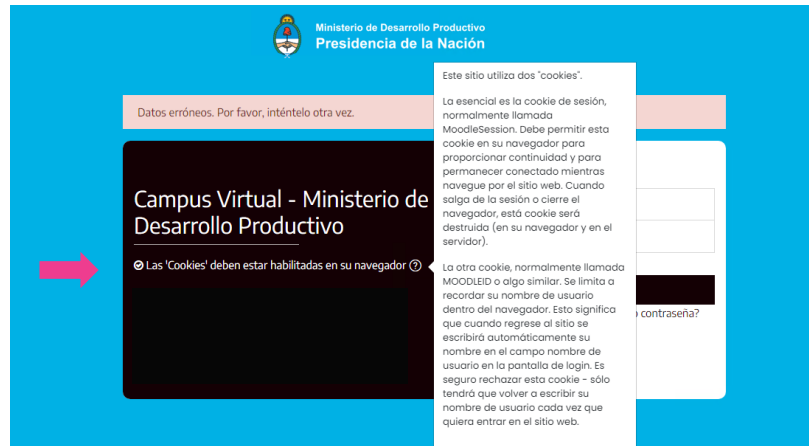 Ministerio de Desarrollo Productivo
Presidencia de la Nación
Datos erróneos. Por favor, inténtelo otra vez.
Campus Virtual - Ministerio de
Desarrollo Productivo
Las 'Cookies' deben estar habilitadas en su navegador
Este sitio utiliza dos "cookies".
La esencial es la cookie de sesión,
normalmente llamada
MoodleSession. Debe permitir esta
cookie en su navegador para
proporcionar continuidad y para
permanecer conectado mientras
navegue por el sitio web. Cuando
salga de la sesión o cierre el
navegador, está cookie será
destruida (en su navegador y en el
servidor).
La otra cookie, normalmente llamada
MOODLEID o algo similar. Se limita a
recordar su nombre de usuario
dentro del navegador. Esto significa
que cuando regrese al sitio se
escribirá automáticamente su
nombre en el campo nombre de
usuario en la pantalla de login. Es
seguro rechazar esta cookie - sólo
tendrá que volver a escribir su
nombre de usuario cada vez que
quiera entrar en el sitio web.
contraseña?